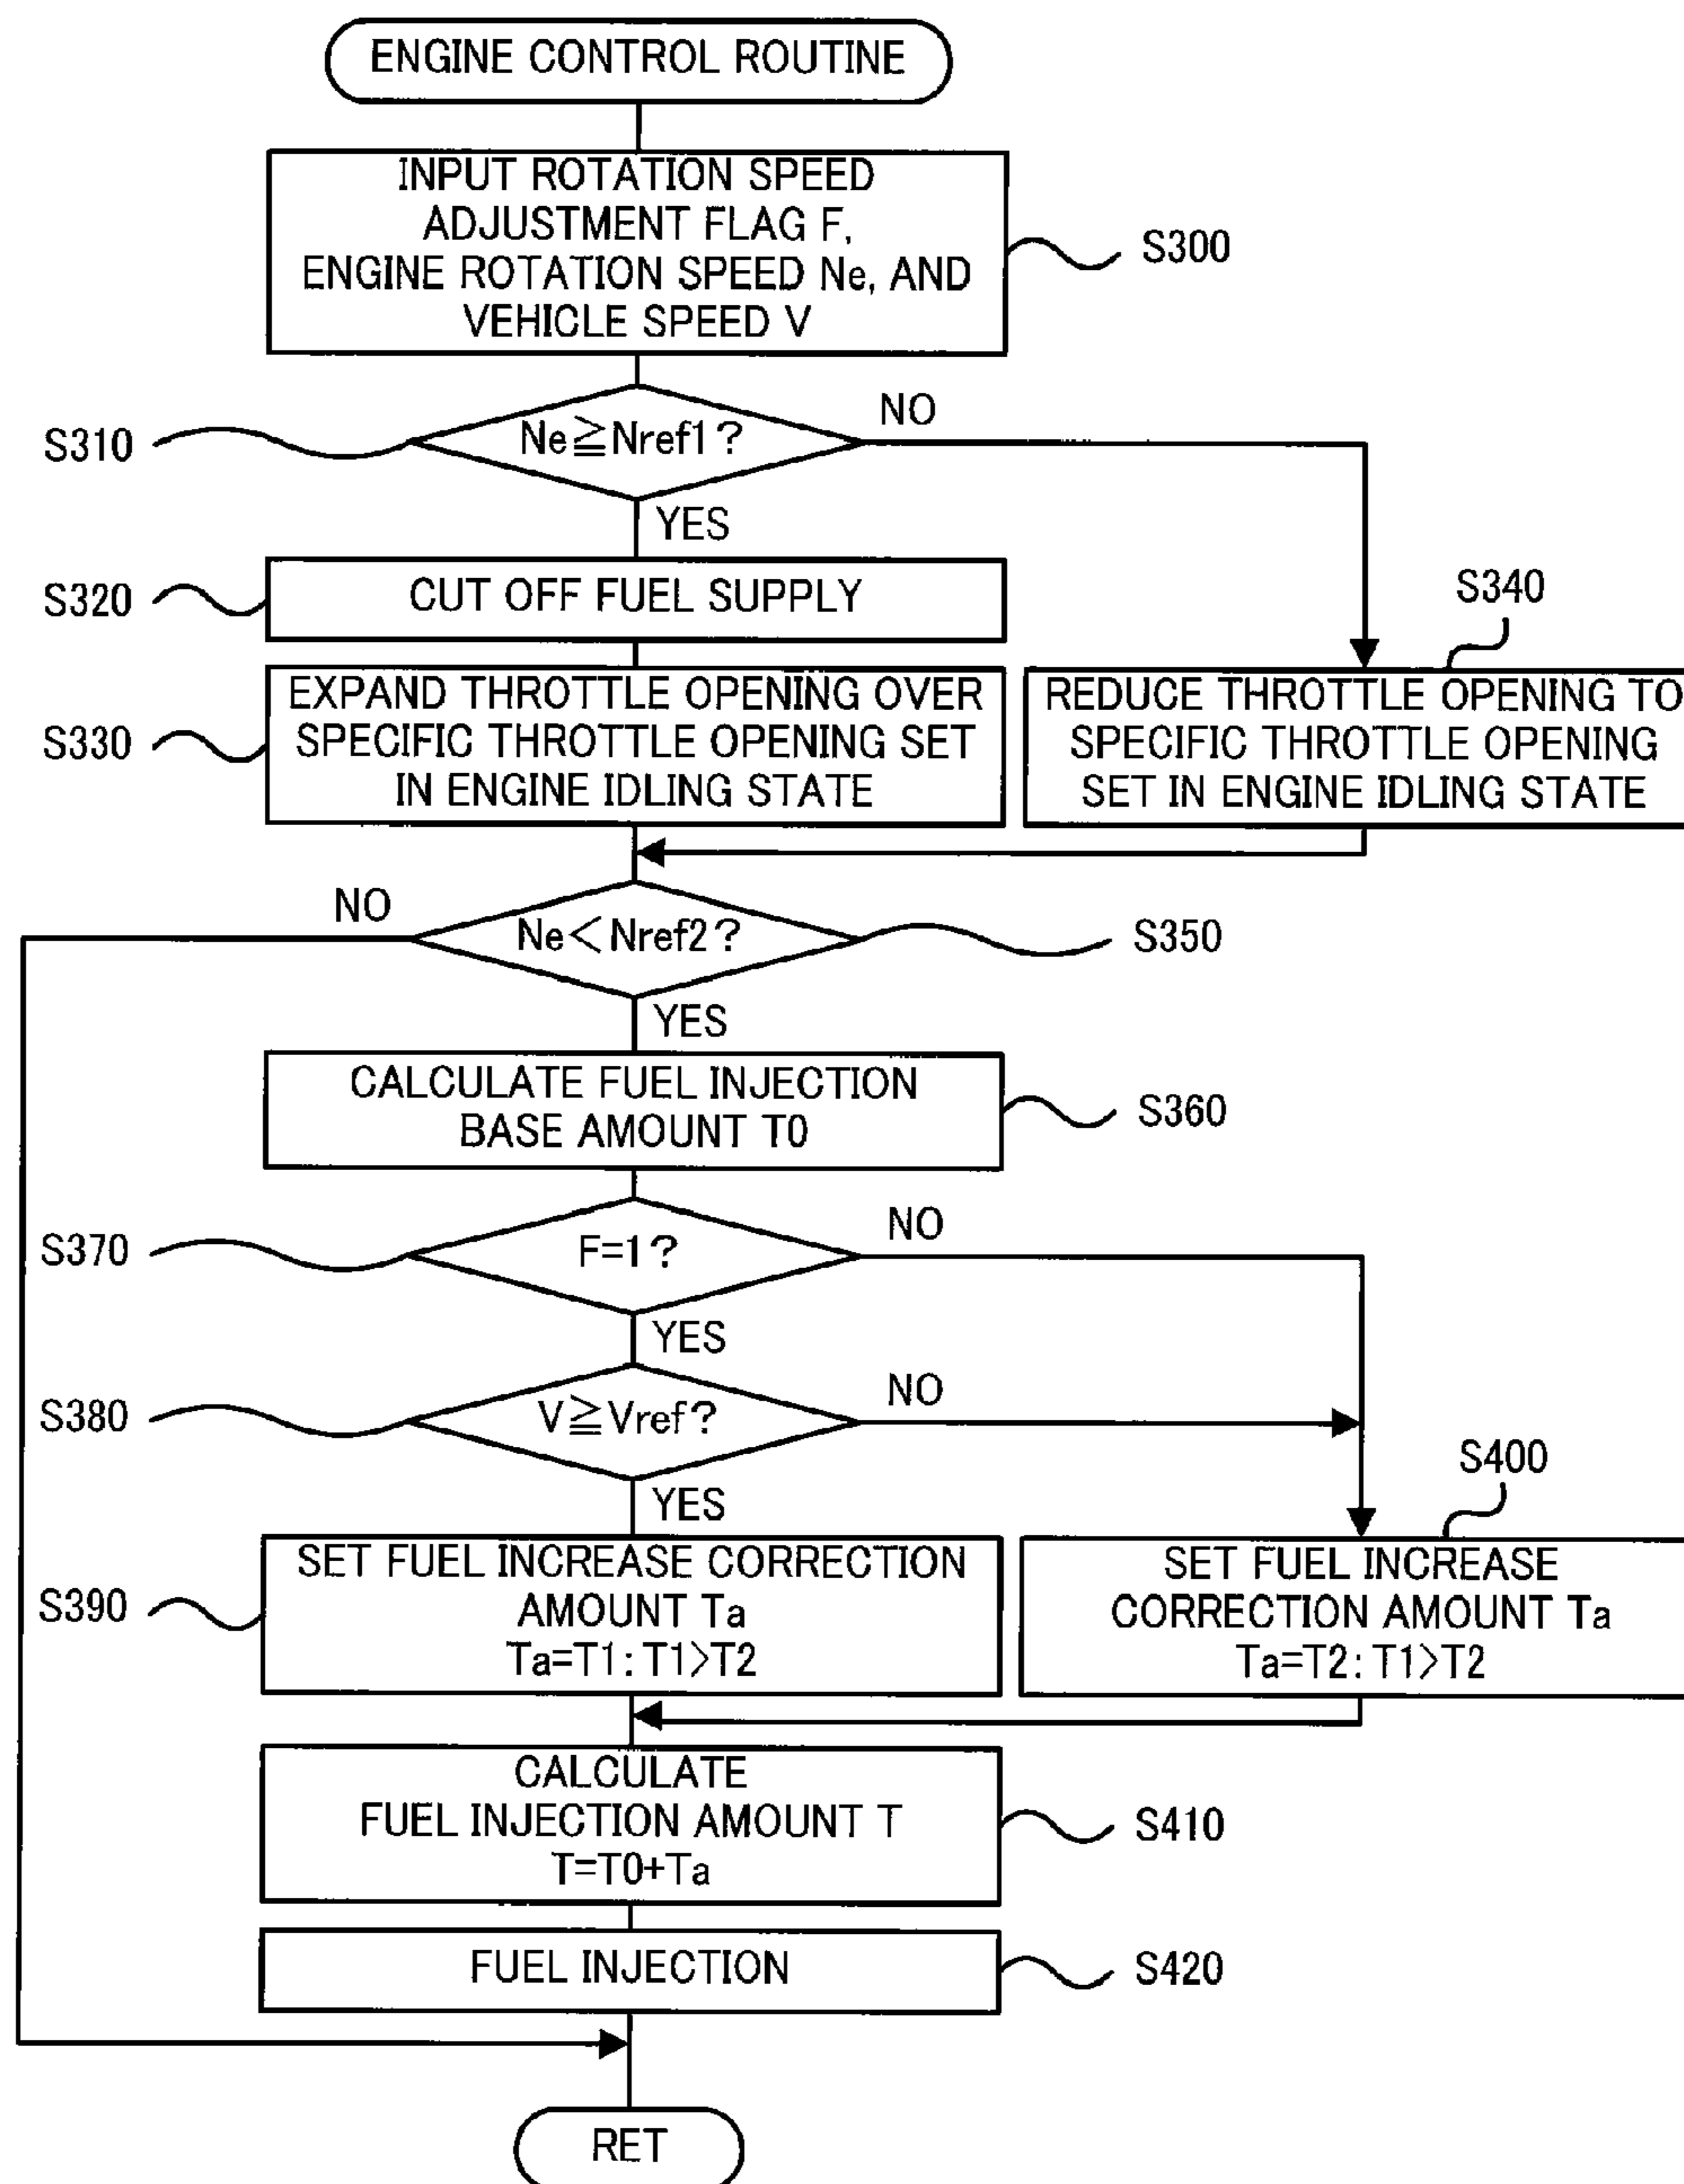 ENGINE CONTROL ROUTINE
INPUT ROTATION SPEED
ADJUSTMENT FLAG F,
ENGINE ROTATION SPEED Ne, AND
VEHICLE SPEED V
S300
S310
Ne≧Nref1?
NO
YES
S320
CUT OFF FUEL SUPPLY
S330
EXPAND THROTTLE OPENING OVER
SPECIFIC THROTTLE OPENING SET
IN ENGINE IDLING STATE
S340
REDUCE THROTTLE OPENING TO
SPECIFIC THROTTLE OPENING
SET IN ENGINE IDLING STATE
NO
Ne<Nref2?
S350
YES
CALCULATE FUEL INJECTION
BASE AMOUNT T0
S360
S370
F=1?
NO
YES
S380
V≧Vref?
NO
YES
S390
SET FUEL INCREASE CORRECTION
AMOUNT Ta
Ta=T1:T1>T2
S400
SET FUEL INCREASE
CORRECTION AMOUNT Ta
Ta=T2:T1>T2
CALCULATE
FUEL INJECTION AMOUNT T
T=T0+Ta
S410
FUEL INJECTION
S420
RET